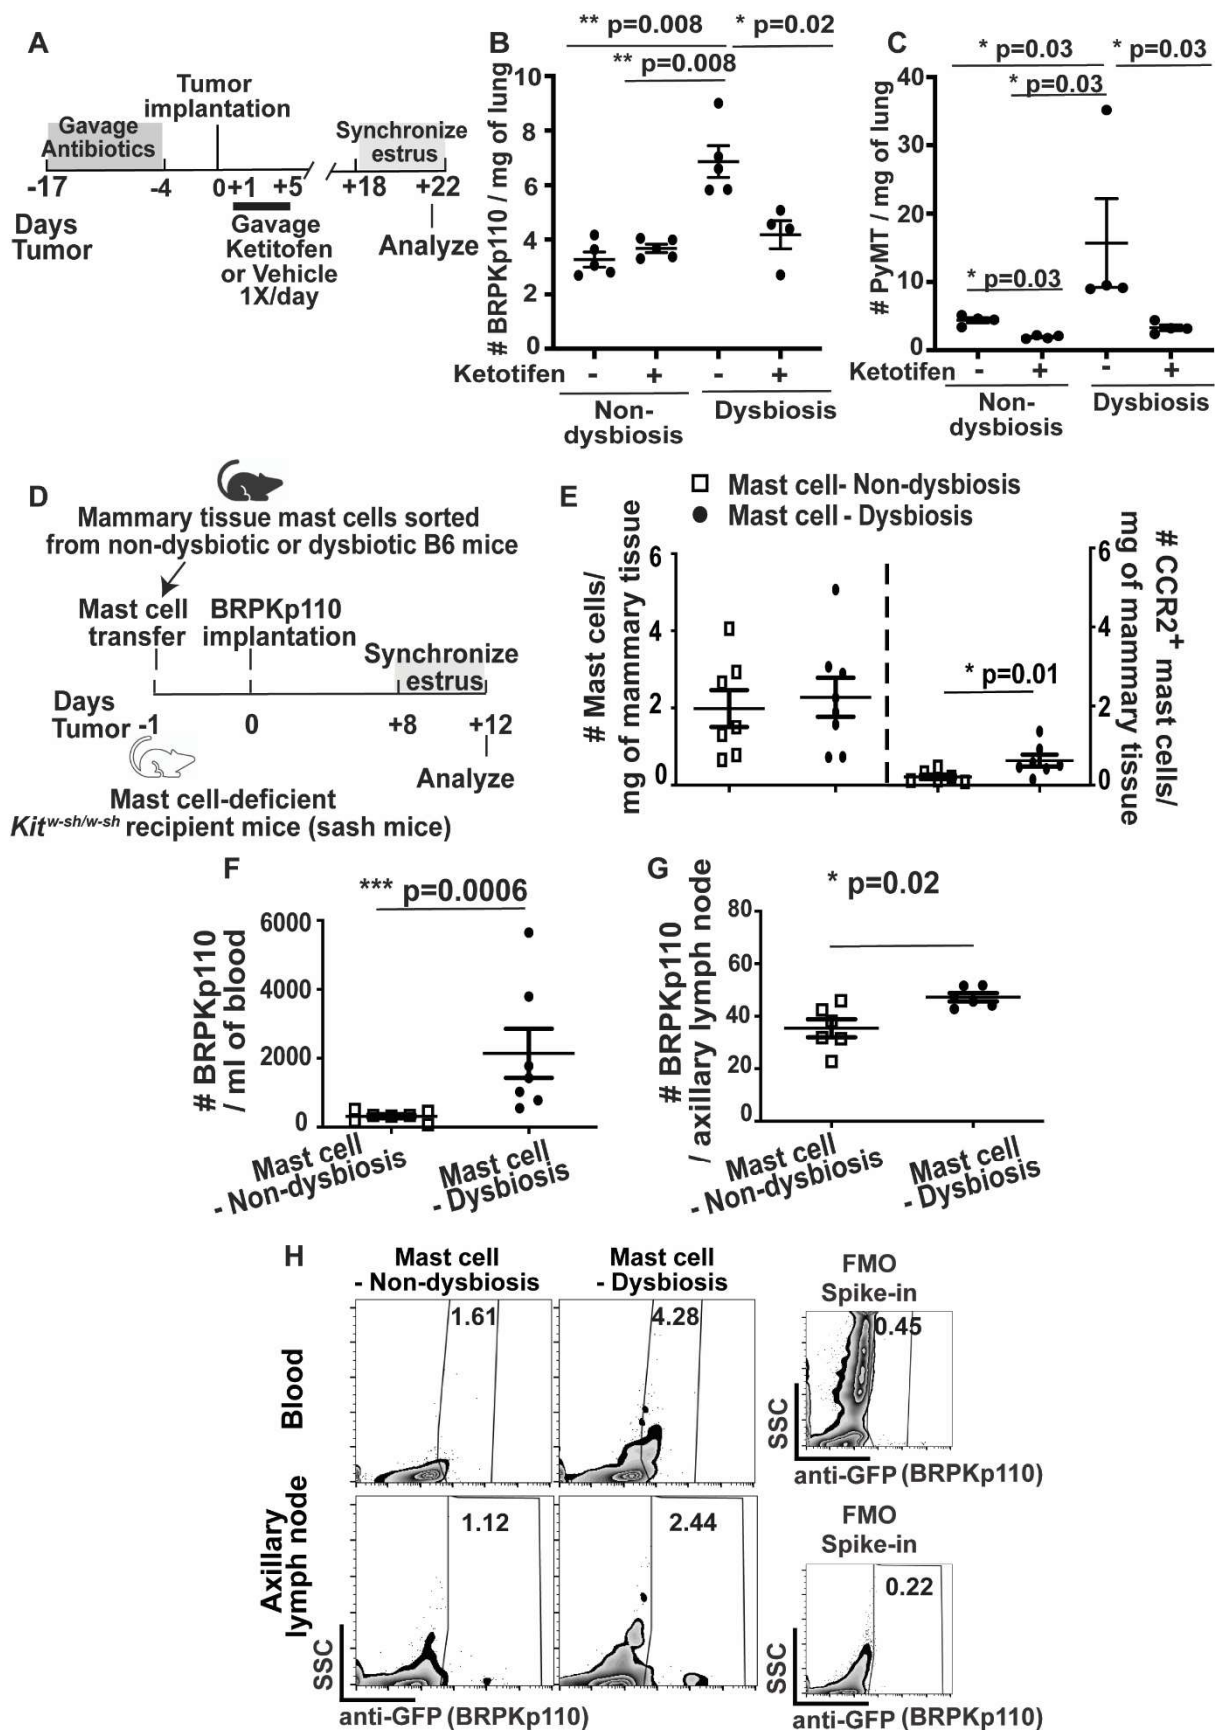 A
Tumor
implantation
Gavage
Antibiotics
Synchronize
estrus
-17
-4
0
+1
+5
+18
+22
Days
Tumor
Gavage
Ketitofen
or Vehicle
1X/day
Analyze
B
** p=0.008
* p=0.02
** p=0.008
# BRPKp110 / mg of lung
10
8
6
4
2
0
Ketotifen
-
+
-
+
Non-
dysbiosis
Dysbiosis
C
* p=0.03
* p=0.03
* p=0.03
* p=0.03
# PyMT / mg of lung
40
30
20
10
0
Ketotifen
-
+
-
+
Non-
dysbiosis
Dysbiosis
D
Mammary tissue mast cells sorted
from non-dysbiotic or dysbiotic B6 mice
Mast cell
transfer
BRPKp110
implantation
Synchronize
estrus
Days
Tumor
-1
0
+8
+12
Analyze
Mast cell-deficient
Kit^w-sh/w-sh recipient mice (sash mice)
E
Mast cell- Non-dysbiosis
Mast cell - Dysbiosis
# Mast cells/
mg of mammary tissue
6
4
2
0
* p=0.01
6
4
2
0
# CCR2+ mast cells/
mg of mammary tissue
F
*** p=0.0006
# BRPKp110
/ ml of blood
6000
4000
2000
0
Mast cell
- Non-dysbiosis
Mast cell
- Dysbiosis
G
* p=0.02
# BRPKp110
/ axillary lymph node
80
60
40
20
0
Mast cell
- Non-dysbiosis
Mast cell
- Dysbiosis
H
Mast cell
- Non-dysbiosis
Mast cell
- Dysbiosis
FMO
Spike-in
Blood
1.61
4.28
0.45
SSC
anti-GFP (BRPKp110)
Axillary
lymph node
1.12
2.44
FMO
Spike-in
0.22
SSC
SSC
anti-GFP (BRPKp110)
anti-GFP (BRPKp110)